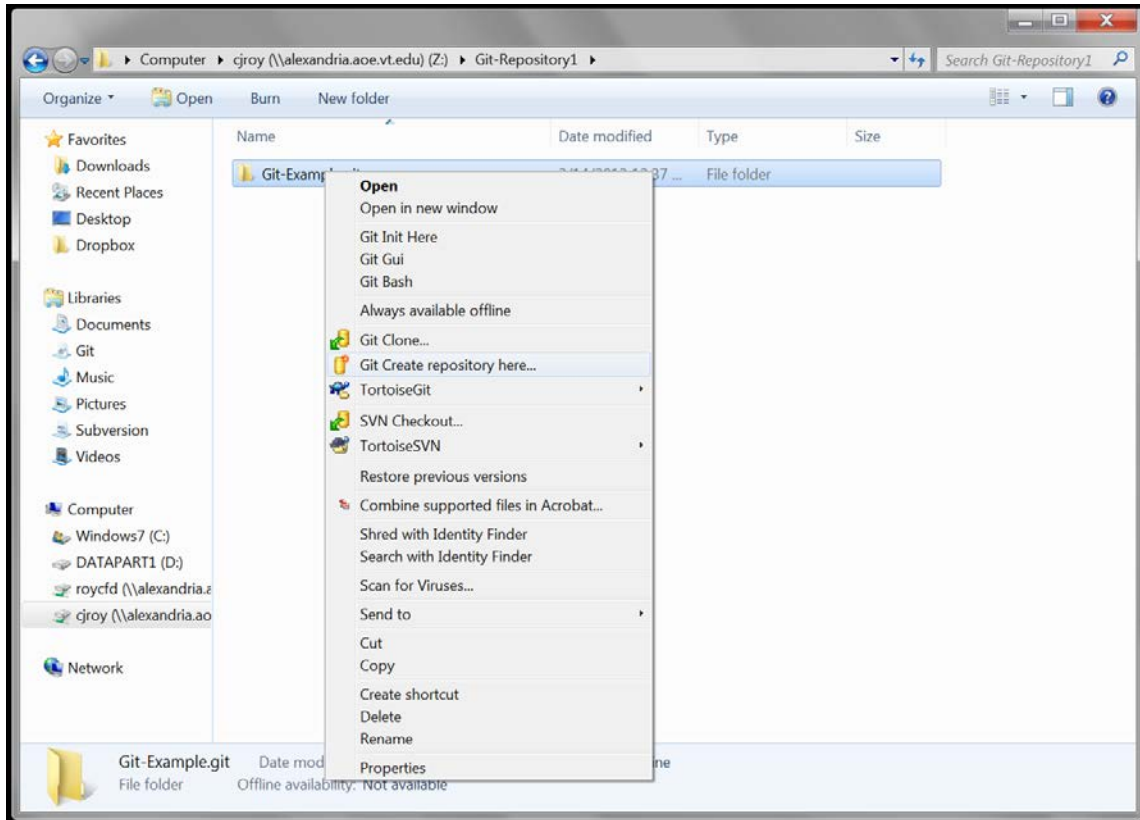 Computer ▸ cjroy (\\alexandria.aoe.vt.edu) (Z:) ▸ Git-Repository1 ▸
Search Git-Repository1
Organize Open Burn New folder
Favorites
Downloads
Recent Places
Desktop
Dropbox
Libraries
Documents
Git
Music
Pictures
Subversion
Videos
Computer
Windows7 (C:)
DATAPART1 (D:)
roycfd (\\alexandria.a
cjroy (\\alexandria.ao
Network
Name Date modified Type Size
Git-Example.git File folder
Open
Open in new window
Git Init Here
Git Gui
Git Bash
Always available offline
Git Clone...
Git Create repository here...
TortoiseGit
SVN Checkout...
TortoiseSVN
Restore previous versions
Combine supported files in Acrobat...
Shred with Identity Finder
Search with Identity Finder
Scan for Viruses...
Send to
Cut
Copy
Create shortcut
Delete
Rename
Properties
Git-Example.git Date mod
File folder Offline availability: Not available